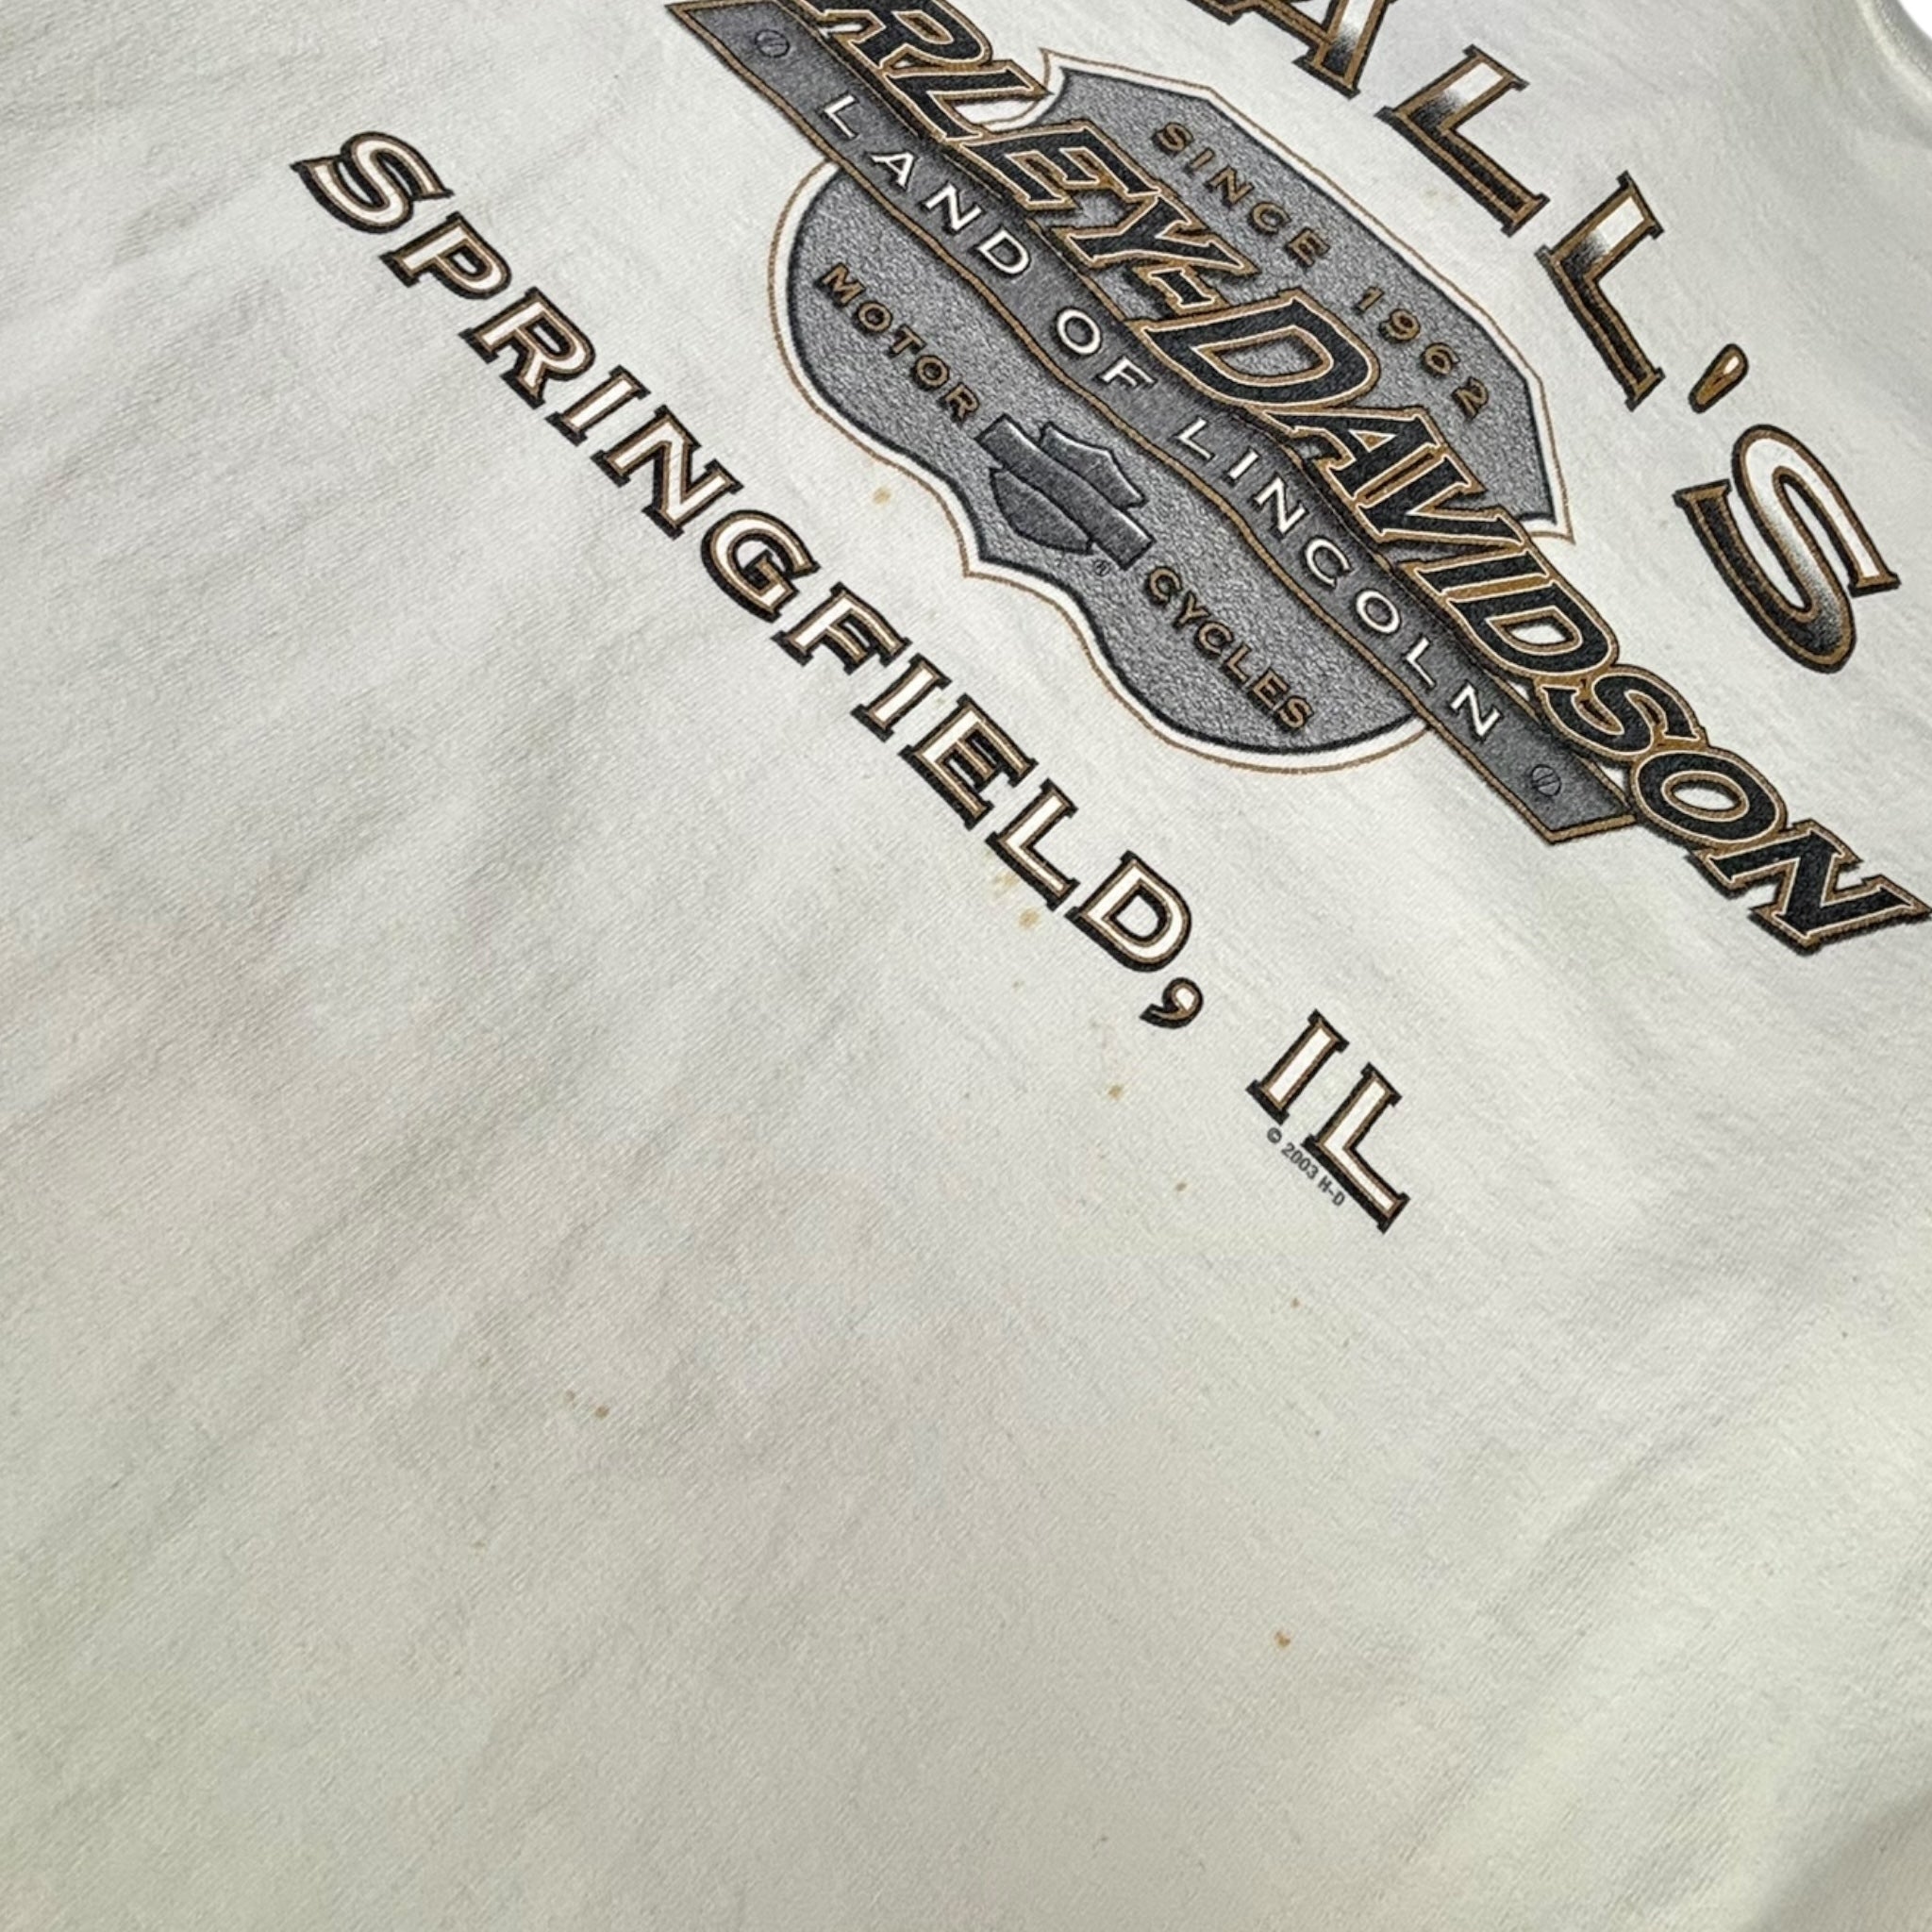 ALL'S
SINCE 1962
RLEY-DAVIDSON
LAND OF LINCOLN
MOTOR CYCLES
®
SPRINGFIELD, IL
© 2003 H-D